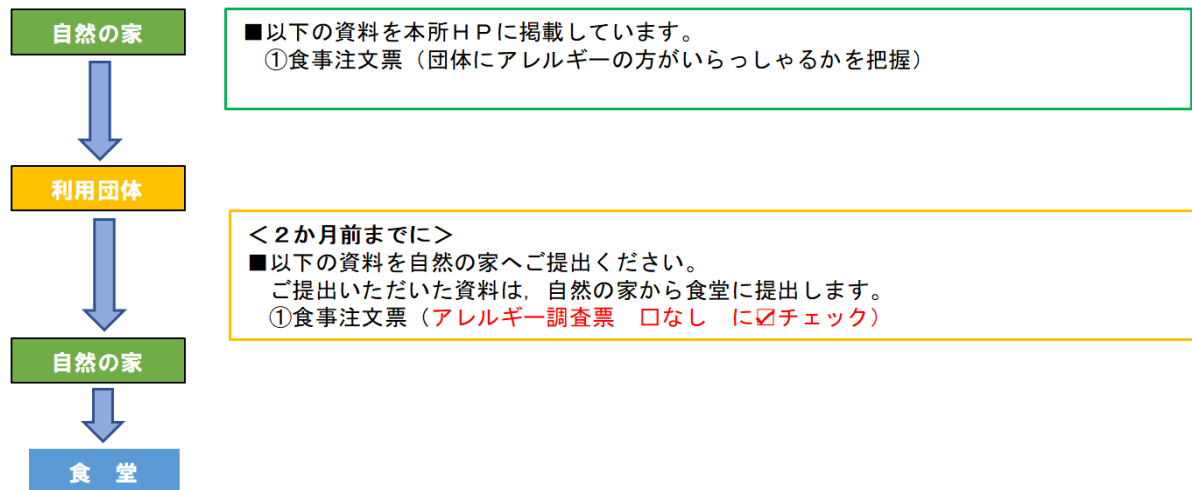 自然の家
■以下の資料を本所ＨＰに掲載しています。
①食事注文票（団体にアレルギーの方がいらっしゃるかを把握）
利用団体
＜２か月前までに＞
■以下の資料を自然の家へご提出ください。
ご提出いただいた資料は，自然の家から食堂に提出します。
①食事注文票（アレルギー調査票　□なし　に☑チェック）
自然の家
食　堂